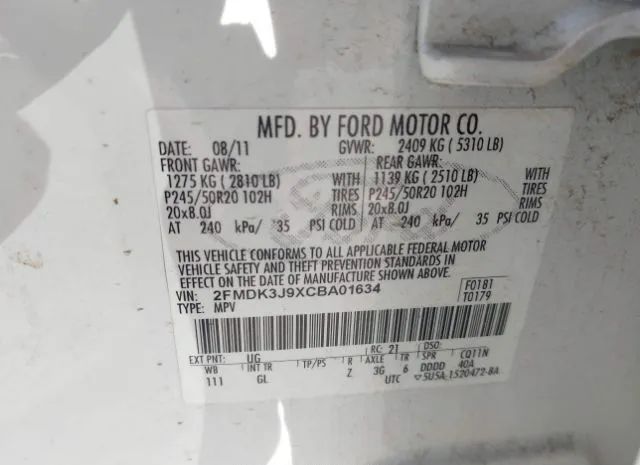 MFD. BY FORD MOTOR CO.
DATE: 08/11 GVWR: 2409 KG ( 5310 LB)
FRONT GAWR: REAR GAWR:
1275 KG ( 2810 LB) 1139 KG ( 2510 LB)
P245/50R20 102H TIRES P245/50R20 102H TIRES
20x8.0J RIMS 20x8.0J RIMS
AT 240 kPa/ 35 PSI COLD AT 240 kPa/ 35 PSI COLD
THIS VEHICLE CONFORMS TO ALL APPLICABLE FEDERAL MOTOR
VEHICLE SAFETY AND THEFT PREVENTION STANDARDS IN
EFFECT ON THE DATE OF MANUFACTURE SHOWN ABOVE.
VIN: 2FMDK3J9XCBA01634 F0181
TYPE: MPV T0179
EXT PNT: UG RC: 21 DSO:
WB INT TR TP/PS R AXLE TR SPR CQ11N
111 GL Z 3G 6 DDDD 40A
UTC 5U5A-1520472-BA